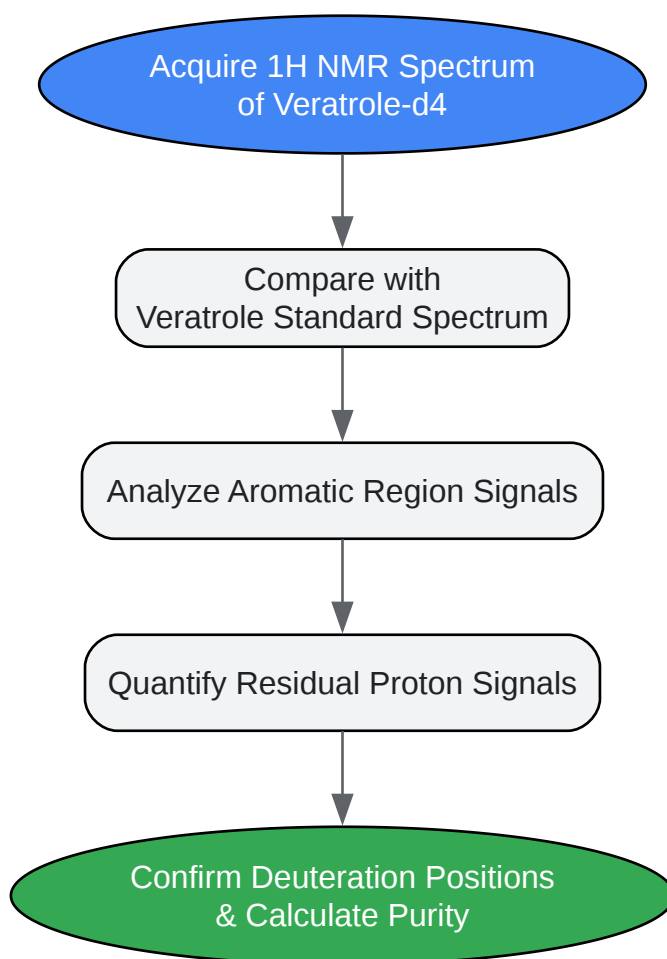 Acquire 1H NMR Spectrum
of Veratrole-d4
Compare with
Veratrole Standard Spectrum
Analyze Aromatic Region Signals
Quantify Residual Proton Signals
Confirm Deuteration Positions
& Calculate Purity